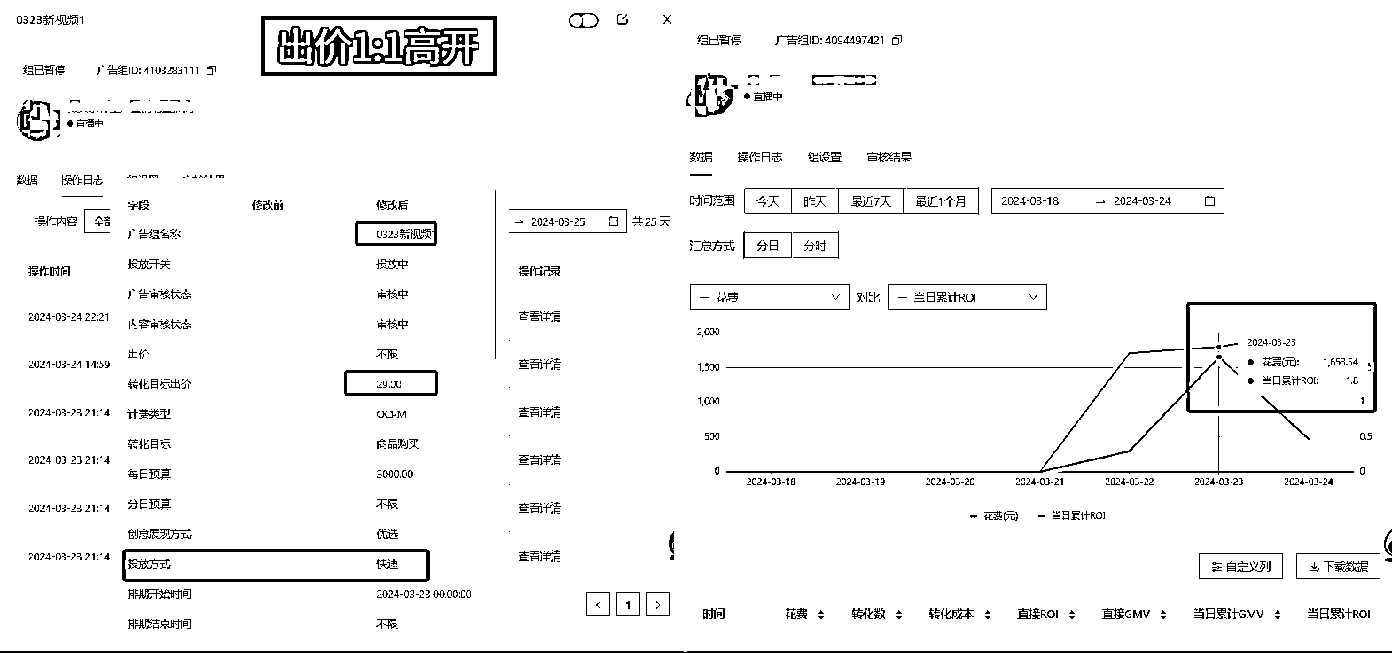 0323新视频1
出价1:1高开
组已暂停 广告组ID: 4103283111
直播中
数据 操作日志
操作内容
2024-03-25 共25天
字段 修改前 修改后
广告组名称 0323新视频1
投放开关 投放中
广告审核状态 审核中
内容审核状态 审核中
出价 不限
转化目标出价 29.00
计费类型 OCPM
转化目标 商品购买
每日预算 3000.00
分日预算 不限
创意展现方式 优选
投放方式 快速
排期开始时间 2024-03-23 00:00:00
排期结束时间 不限
操作时间 操作记录
2024-03-24 22:21 查看详情
2024-03-24 14:59 查看详情
2024-03-23 21:14 查看详情
2024-03-23 21:14 查看详情
2024-03-23 21:14 查看详情
2024-03-23 21:14 查看详情
1
组已暂停 广告组ID: 4094497421
直播中
数据 操作日志 组设置 审核结果
时间范围 今天 昨天 最近7天 最近1个月 2024-03-18 → 2024-03-24
汇总方式 分日 分时
花费 对比 当日累计ROI
2,000
1,500
1,000 1
500 0.5
0 0
2024-03-23
花费(元):
当日累计ROI:
2024-03-18 2024-03-19 2024-03-20 2024-03-21 2024-03-22 2024-03-23 2024-03-24
花费(元) 当日累计ROI
自定义列 下载数据
时间 花费 转化数 转化成本 直接ROI 直接GMV 当日累计GMV 当日累计ROI